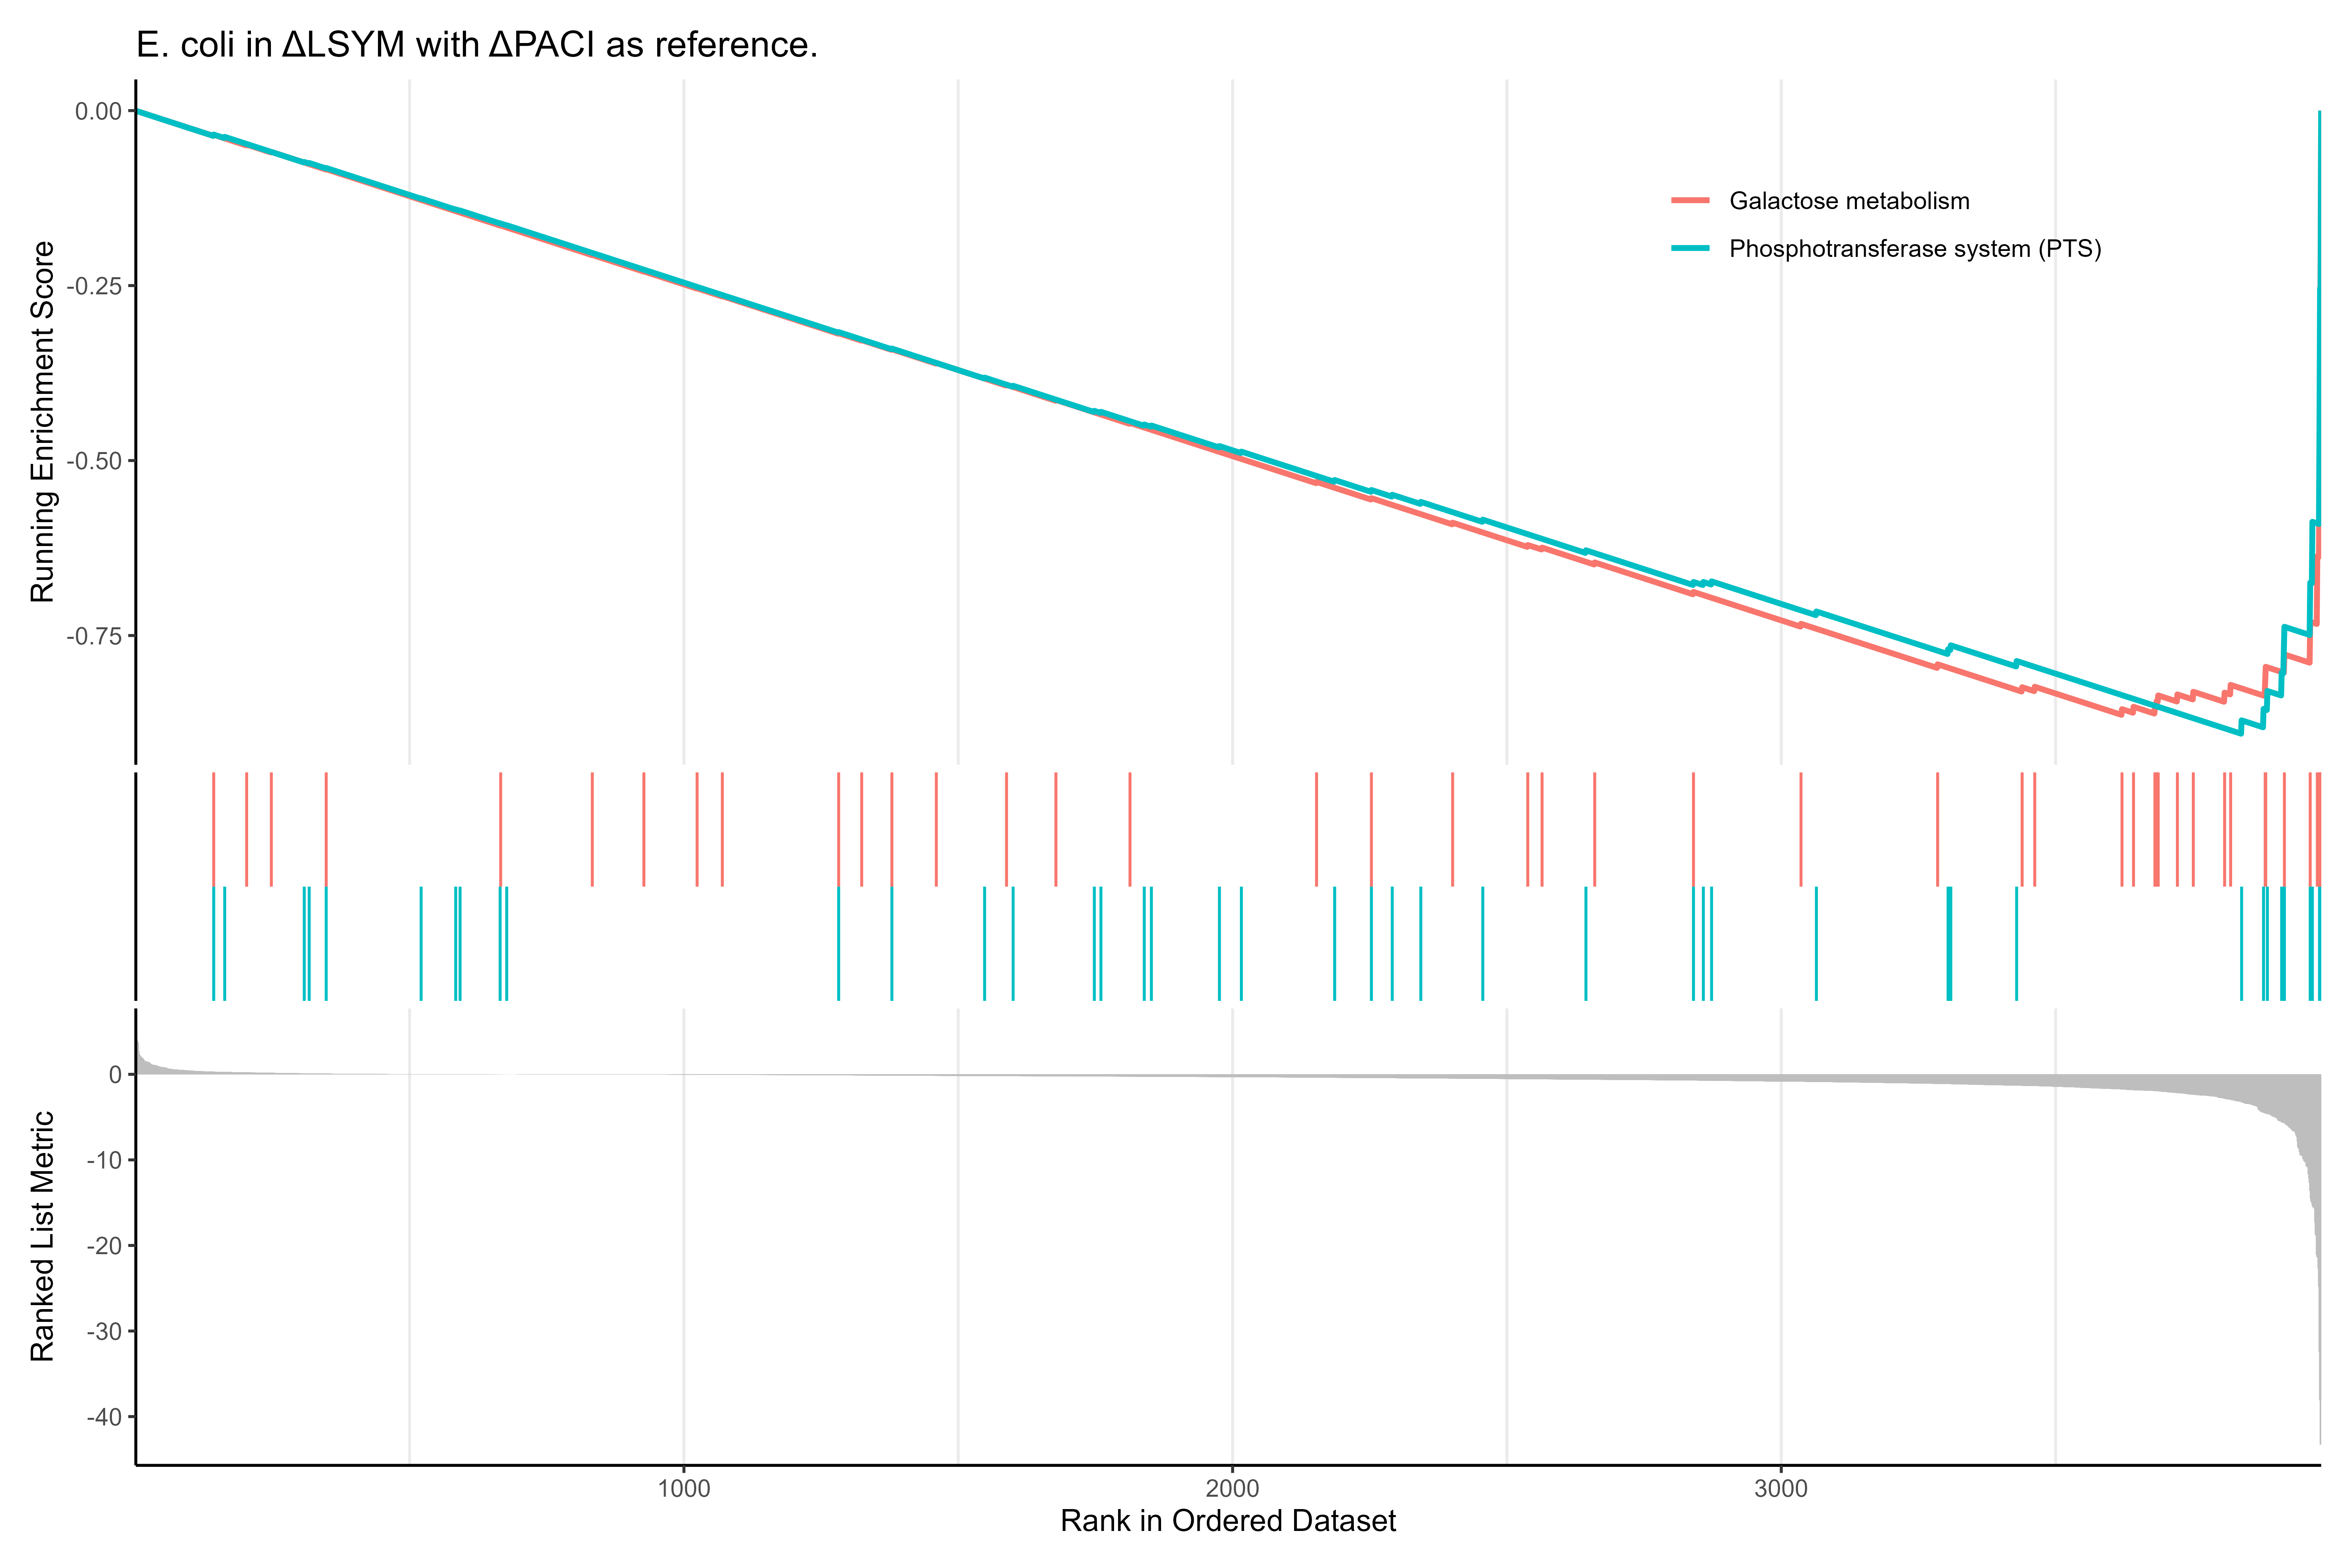 E. coli in ΔLSYM with ΔPACI as reference.
Running Enrichment Score
0.00
-0.25
-0.50
-0.75
Galactose metabolism
Phosphotransferase system (PTS)
Ranked List Metric
0
-10
-20
-30
-40
1000
2000
3000
Rank in Ordered Dataset